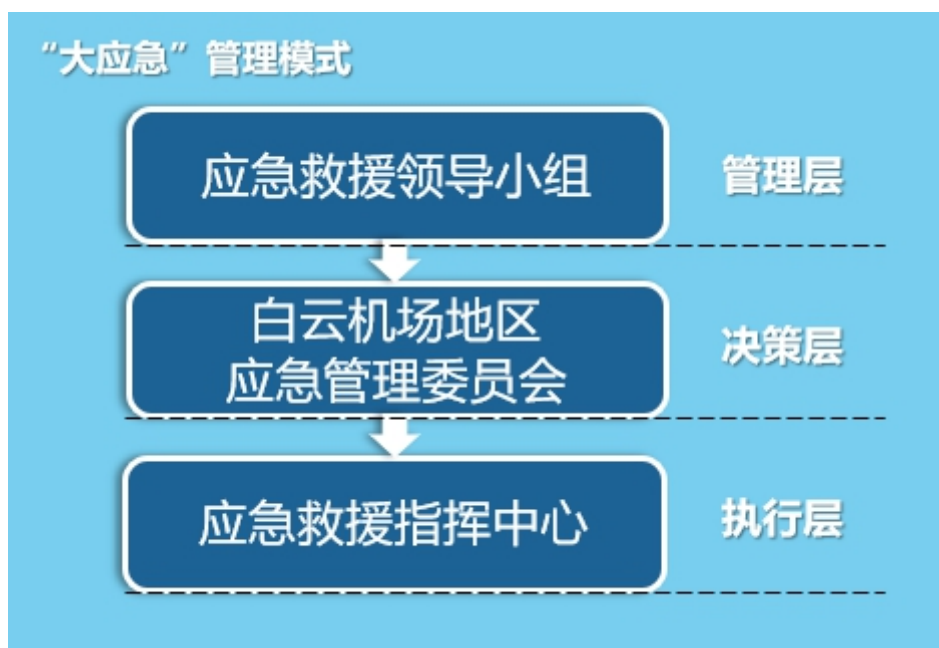 “大应急”管理模式
应急救援领导小组
管理层
白云机场地区
应急管理委员会
决策层
应急救援指挥中心
执行层